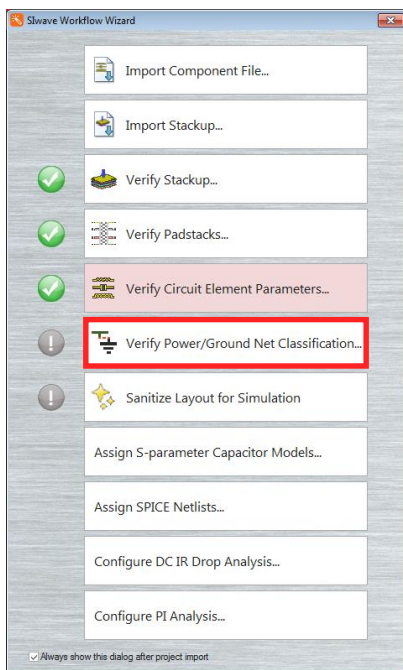 SIwave Workflow Wizard
Import Component File...
Import Stackup...
Verify Stackup...
Verify Padstacks...
Verify Circuit Element Parameters...
Verify Power/Ground Net Classification...
Sanitize Layout for Simulation
Assign S-parameter Capacitor Models...
Assign SPICE Netlists...
Configure DC IR Drop Analysis...
Configure PI Analysis...
Always show this dialog after project import